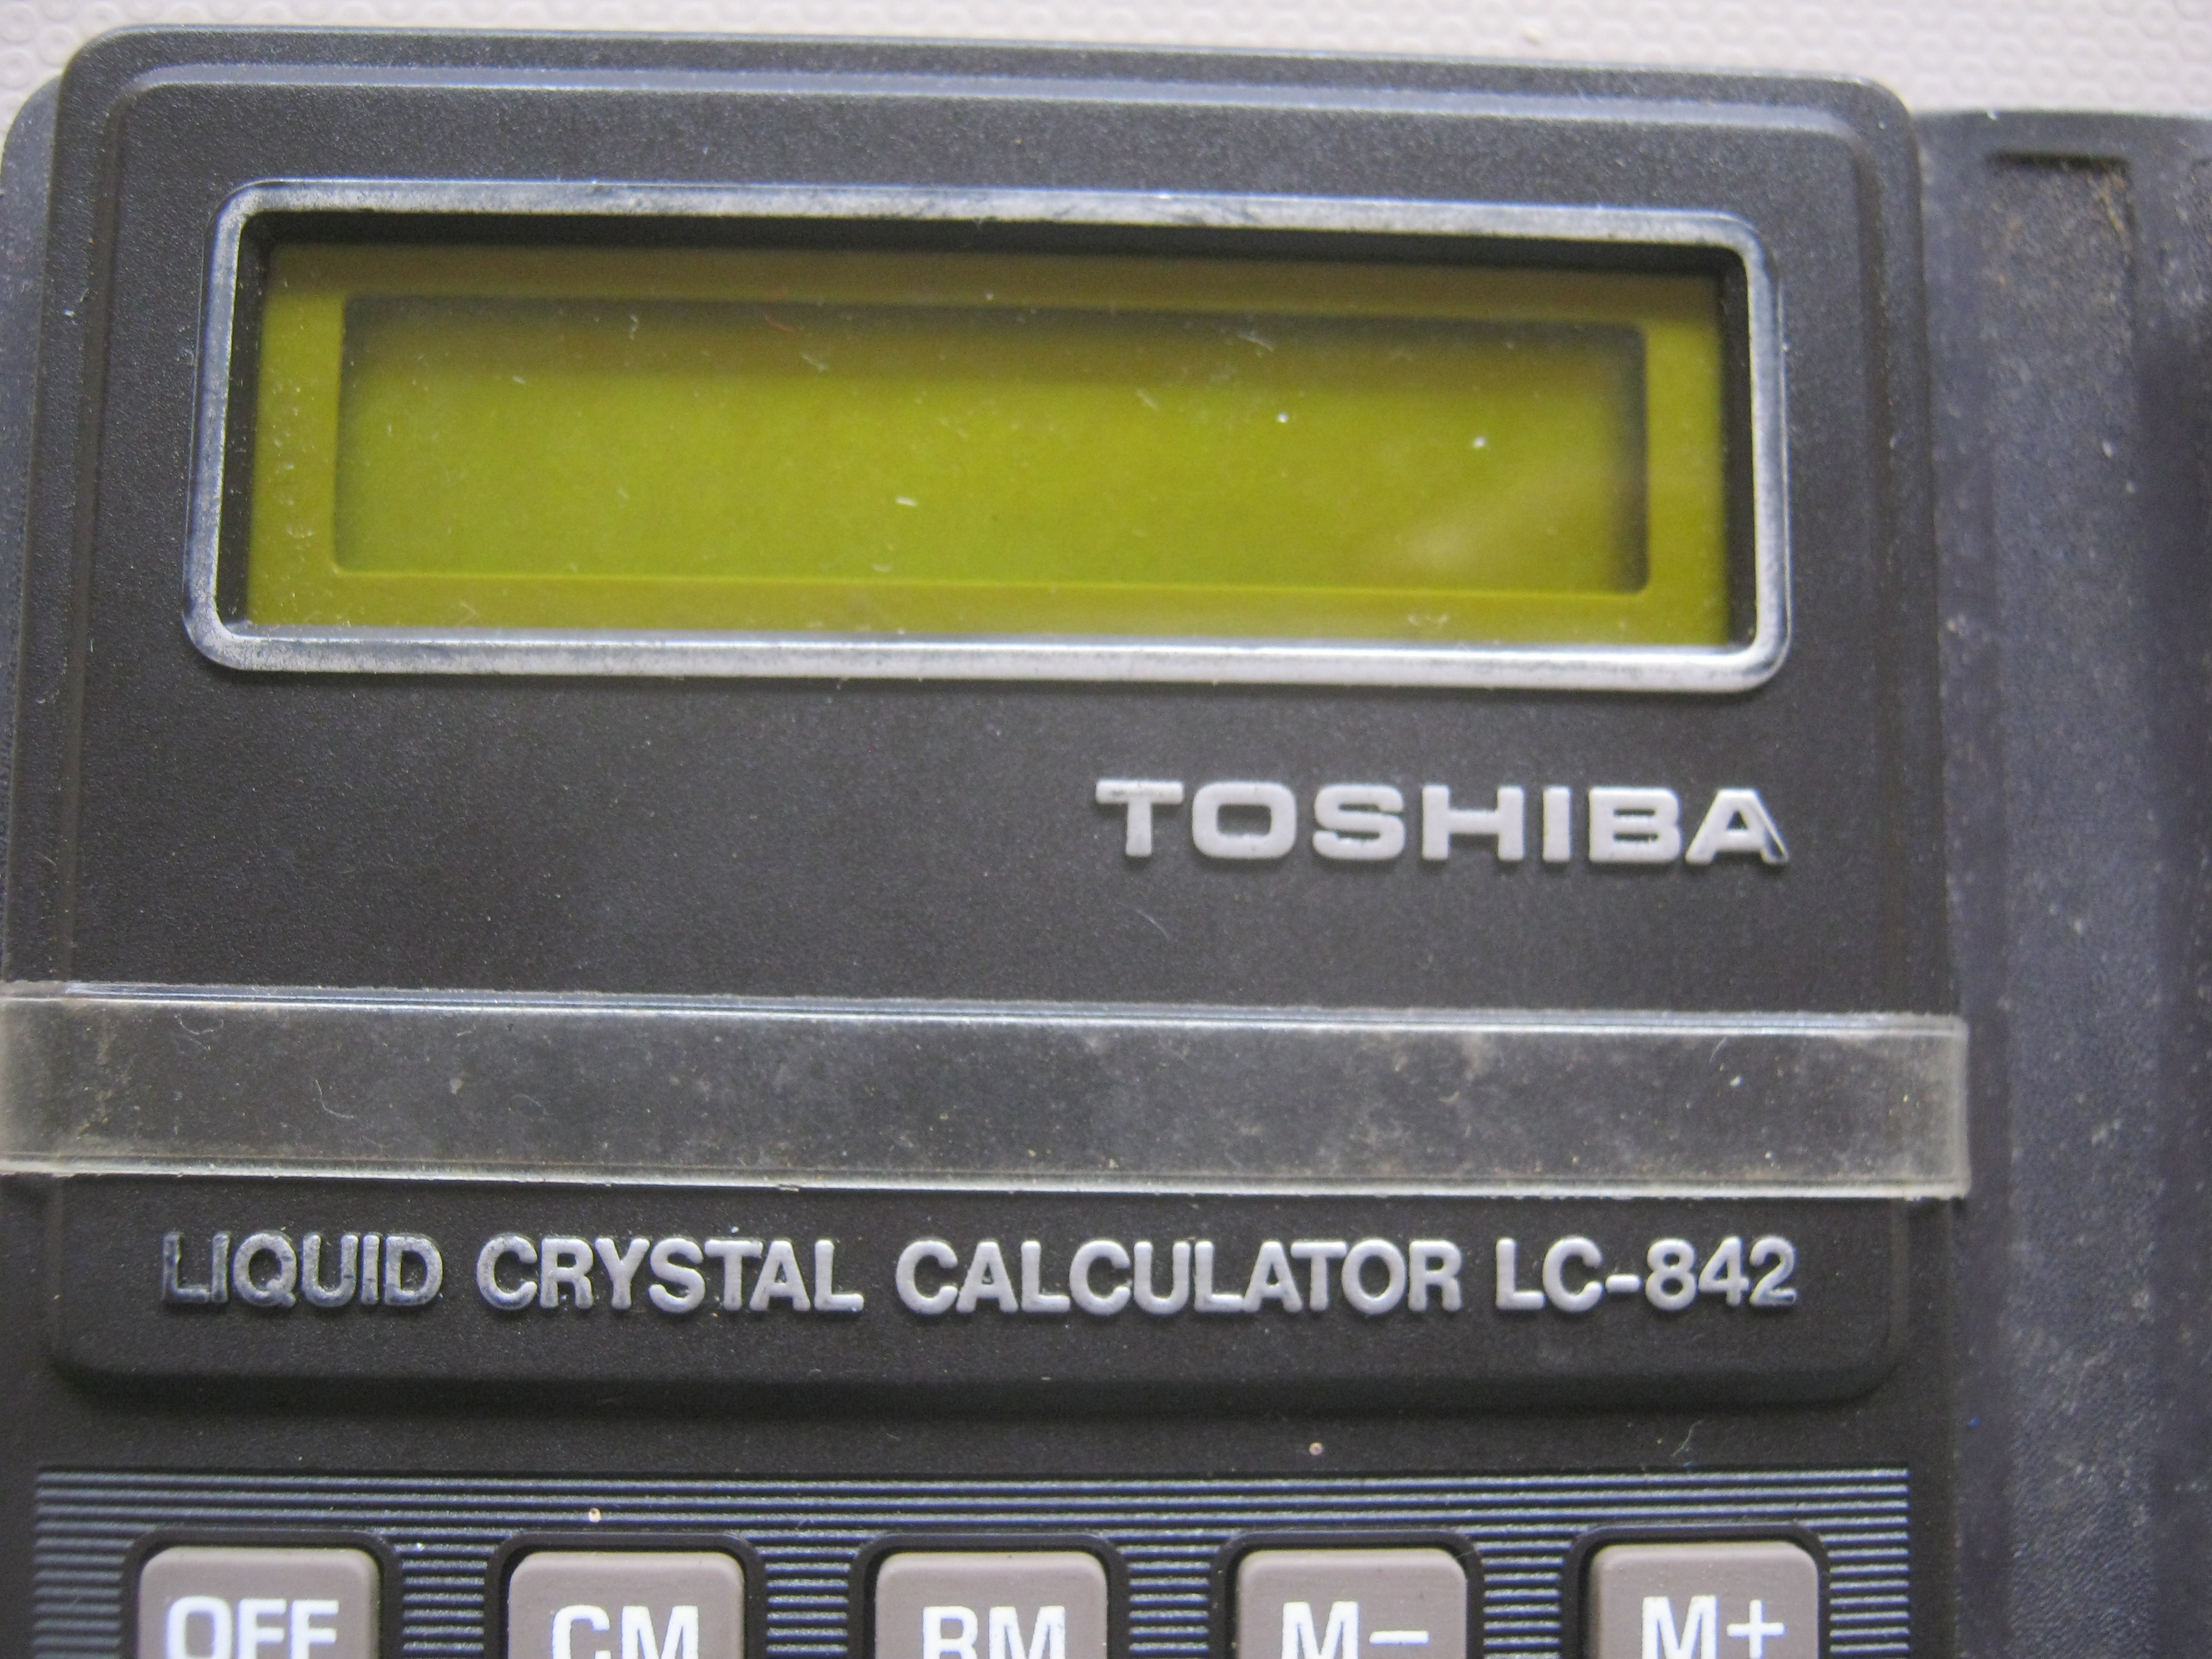 TOSHIBA
LIQUID CRYSTAL CALCULATOR LC-842
OFF CM RM M− M+